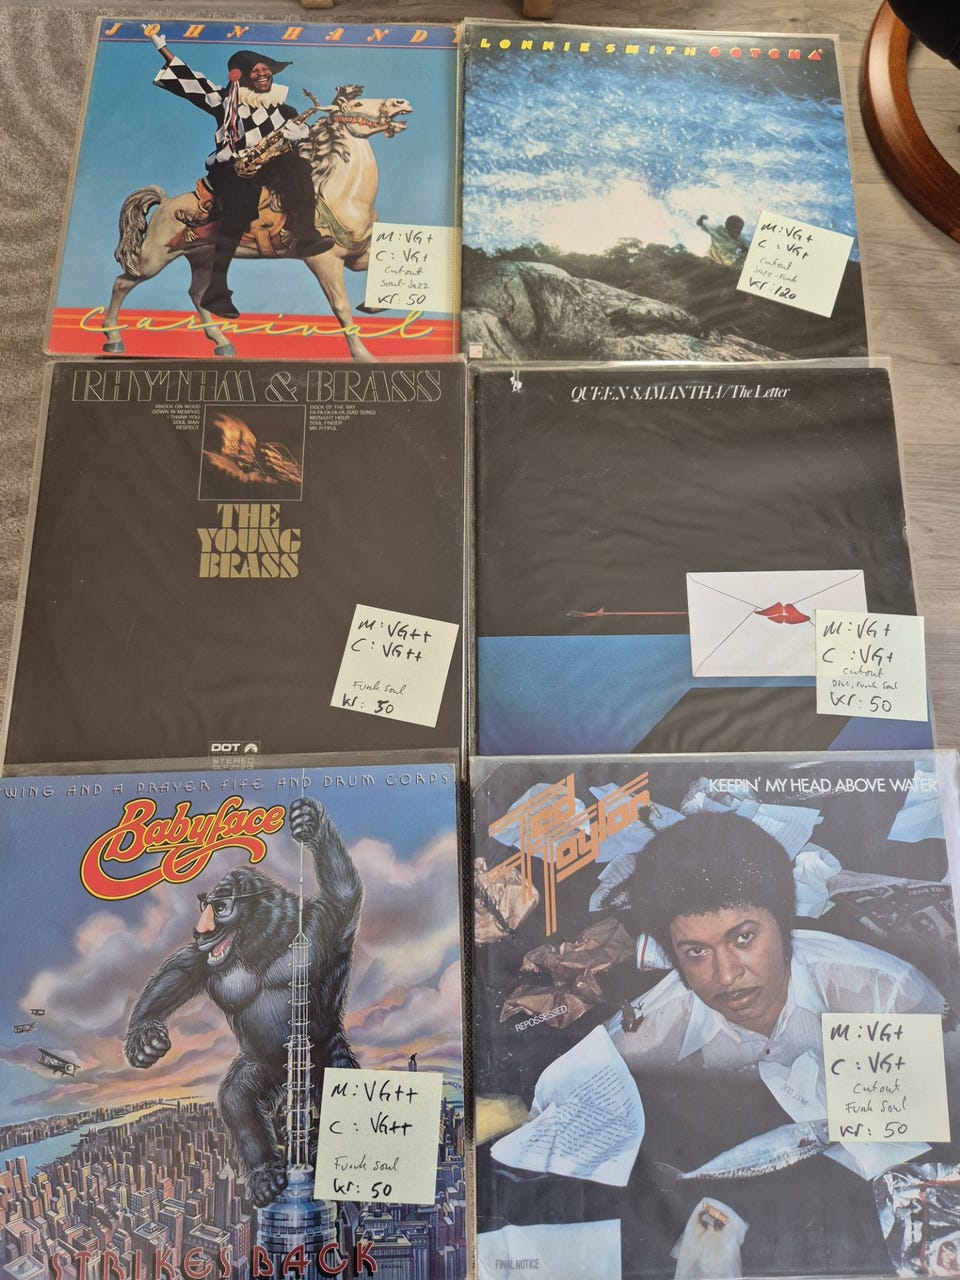 JOHN HANDY
M: VG+
C: VG+
Cutout
Soul-Jazz
kr: 50
Carnival
LONNIE SMITH GOTCHA'
M: VG+
C: VG+
Cutout
Jazz-Funk
kr: 120
RHYTHM & BRASS
KNOCK ON WOOD
DOWN IN MEMPHIS
I THANK YOU
SOUL MAN
RESPECT
DOCK OF THE BAY
FA-FA-FA-FA-FA (SAD SONG)
MIDNIGHT HOUR
SOUL FINGER
MR. PITIFUL
THE
YOUNG
BRASS
M: VG++
C: VG++
Funk Soul
kr: 50
DOT
STEREO
QUEEN SAMANTHA/The Letter
M: VG+
C: VG+
Cutout
Disc, Funk Soul
kr: 50
WING AND A PRAYER FIFE AND DRUM CORPS
Babyface
M: VG++
C: VG++
Funk Soul
kr: 50
STRIKES BACK
KEEPIN' MY HEAD ABOVE WATER
Ted
Taylor
REPOSSESSED
M: VG+
C: VG+
Cutout
Funk Soul
kr: 50
FINAL NOTICE